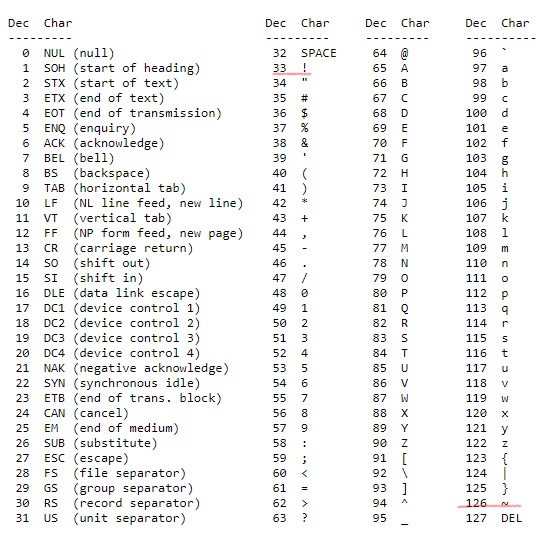 Dec  Char                           Dec  Char     Dec  Char     Dec  Char
---------                           ---------     ---------     ----------
  0  NUL (null)                      32  SPACE     64  @         96  `
  1  SOH (start of heading)          33  !         65  A         97  a
  2  STX (start of text)             34  "         66  B         98  b
  3  ETX (end of text)               35  #         67  C         99  c
  4  EOT (end of transmission)       36  $         68  D        100  d
  5  ENQ (enquiry)                   37  %         69  E        101  e
  6  ACK (acknowledge)               38  &         70  F        102  f
  7  BEL (bell)                      39  '         71  G        103  g
  8  BS  (backspace)                 40  (         72  H        104  h
  9  TAB (horizontal tab)            41  )         73  I        105  i
 10  LF  (NL line feed, new line)    42  *         74  J        106  j
 11  VT  (vertical tab)              43  +         75  K        107  k
 12  FF  (NP form feed, new page)    44  ,         76  L        108  l
 13  CR  (carriage return)           45  -         77  M        109  m
 14  SO  (shift out)                 46  .         78  N        110  n
 15  SI  (shift in)                  47  /         79  O        111  o
 16  DLE (data link escape)          48  0         80  P        112  p
 17  DC1 (device control 1)          49  1         81  Q        113  q
 18  DC2 (device control 2)          50  2         82  R        114  r
 19  DC3 (device control 3)          51  3         83  S        115  s
 20  DC4 (device control 4)          52  4         84  T        116  t
 21  NAK (negative acknowledge)      53  5         85  U        117  u
 22  SYN (synchronous idle)          54  6         86  V        118  v
 23  ETB (end of trans. block)       55  7         87  W        119  w
 24  CAN (cancel)                    56  8         88  X        120  x
 25  EM  (end of medium)             57  9         89  Y        121  y
 26  SUB (substitute)                58  :         90  Z        122  z
 27  ESC (escape)                    59  ;         91  [        123  {
 28  FS  (file separator)            60  <         92  \        124  |
 29  GS  (group separator)           61  =         93  ]        125  }
 30  RS  (record separator)          62  >         94  ^        126  ~
 31  US  (unit separator)            63  ?         95  _        127  DEL